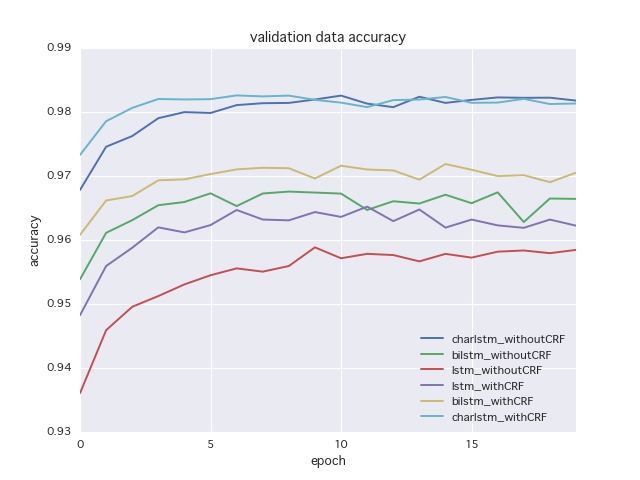 validation data accuracy
0.99
0.98
0.97
0.96
0.95
0.94
0.93
accuracy
charlstm_withoutCRF
bilstm_withoutCRF
lstm_withoutCRF
lstm_withCRF
bilstm_withCRF
charlstm_withCRF
0 5 10 15
epoch